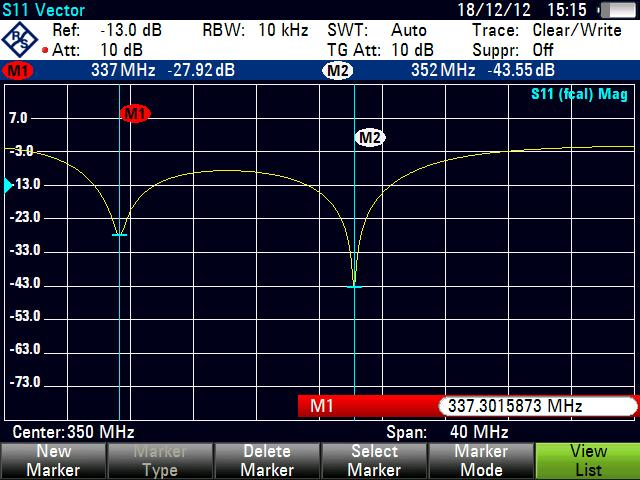 S11 Vector 18/12/12 15:15
Ref: -13.0 dB RBW: 10 kHz SWT: Auto Trace: Clear/Write
Att: 10 dB TG Att: 10 dB Suppr: Off
M1 337 MHz -27.92 dB M2 352 MHz -43.55 dB
S11 (fcal) Mag
M1
7.0
M2
-3.0
-13.0
-23.0
-33.0
-43.0
-53.0
-63.0
-73.0
M1 337.3015873 MHz
Center: 350 MHz Span: 40 MHz
New Marker Delete Select Marker View
Marker Type Marker Marker Mode List